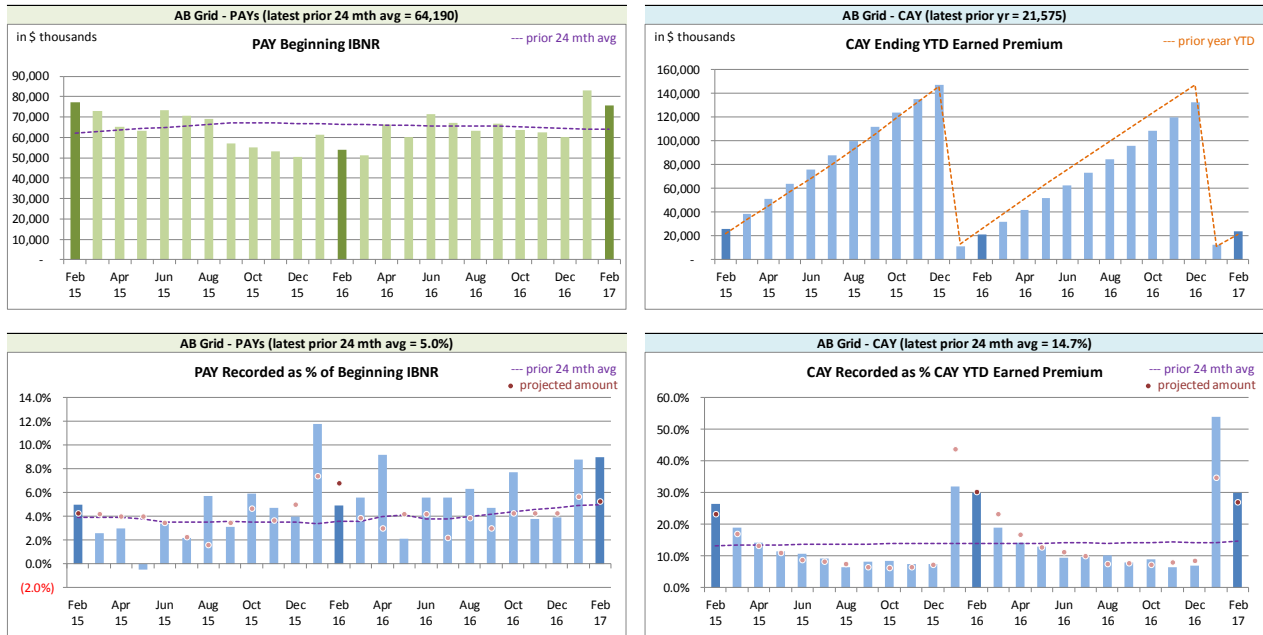 AB Grid - PAYs (latest prior 24 mth avg = 64,190)
in $ thousands
PAY Beginning IBNR
--- prior 24 mth avg
90,000
80,000
70,000
60,000
50,000
40,000
30,000
20,000
10,000
-
Feb Apr Jun Aug Oct Dec Feb Apr Jun Aug Oct Dec Feb
15 15 15 15 15 15 16 16 16 16 16 16 17
AB Grid - CAY (latest prior yr = 21,575)
in $ thousands
CAY Ending YTD Earned Premium
--- prior year YTD
160,000
140,000
120,000
100,000
80,000
60,000
40,000
20,000
-
Feb Apr Jun Aug Oct Dec Feb Apr Jun Aug Oct Dec Feb
15 15 15 15 15 15 16 16 16 16 16 16 17
AB Grid - PAYs (latest prior 24 mth avg = 5.0%)
PAY Recorded as % of Beginning IBNR
--- prior 24 mth avg
projected amount
14.0%
12.0%
10.0%
8.0%
6.0%
4.0%
2.0%
0.0%
(2.0%)
Feb Apr Jun Aug Oct Dec Feb Apr Jun Aug Oct Dec Feb
15 15 15 15 15 15 16 16 16 16 16 16 17
AB Grid - CAY (latest prior 24 mth avg = 14.7%)
CAY Recorded as % CAY YTD Earned Premium
--- prior 24 mth avg
projected amount
60.0%
50.0%
40.0%
30.0%
20.0%
10.0%
0.0%
Feb Apr Jun Aug Oct Dec Feb Apr Jun Aug Oct Dec Feb
15 15 15 15 15 15 16 16 16 16 16 16 17